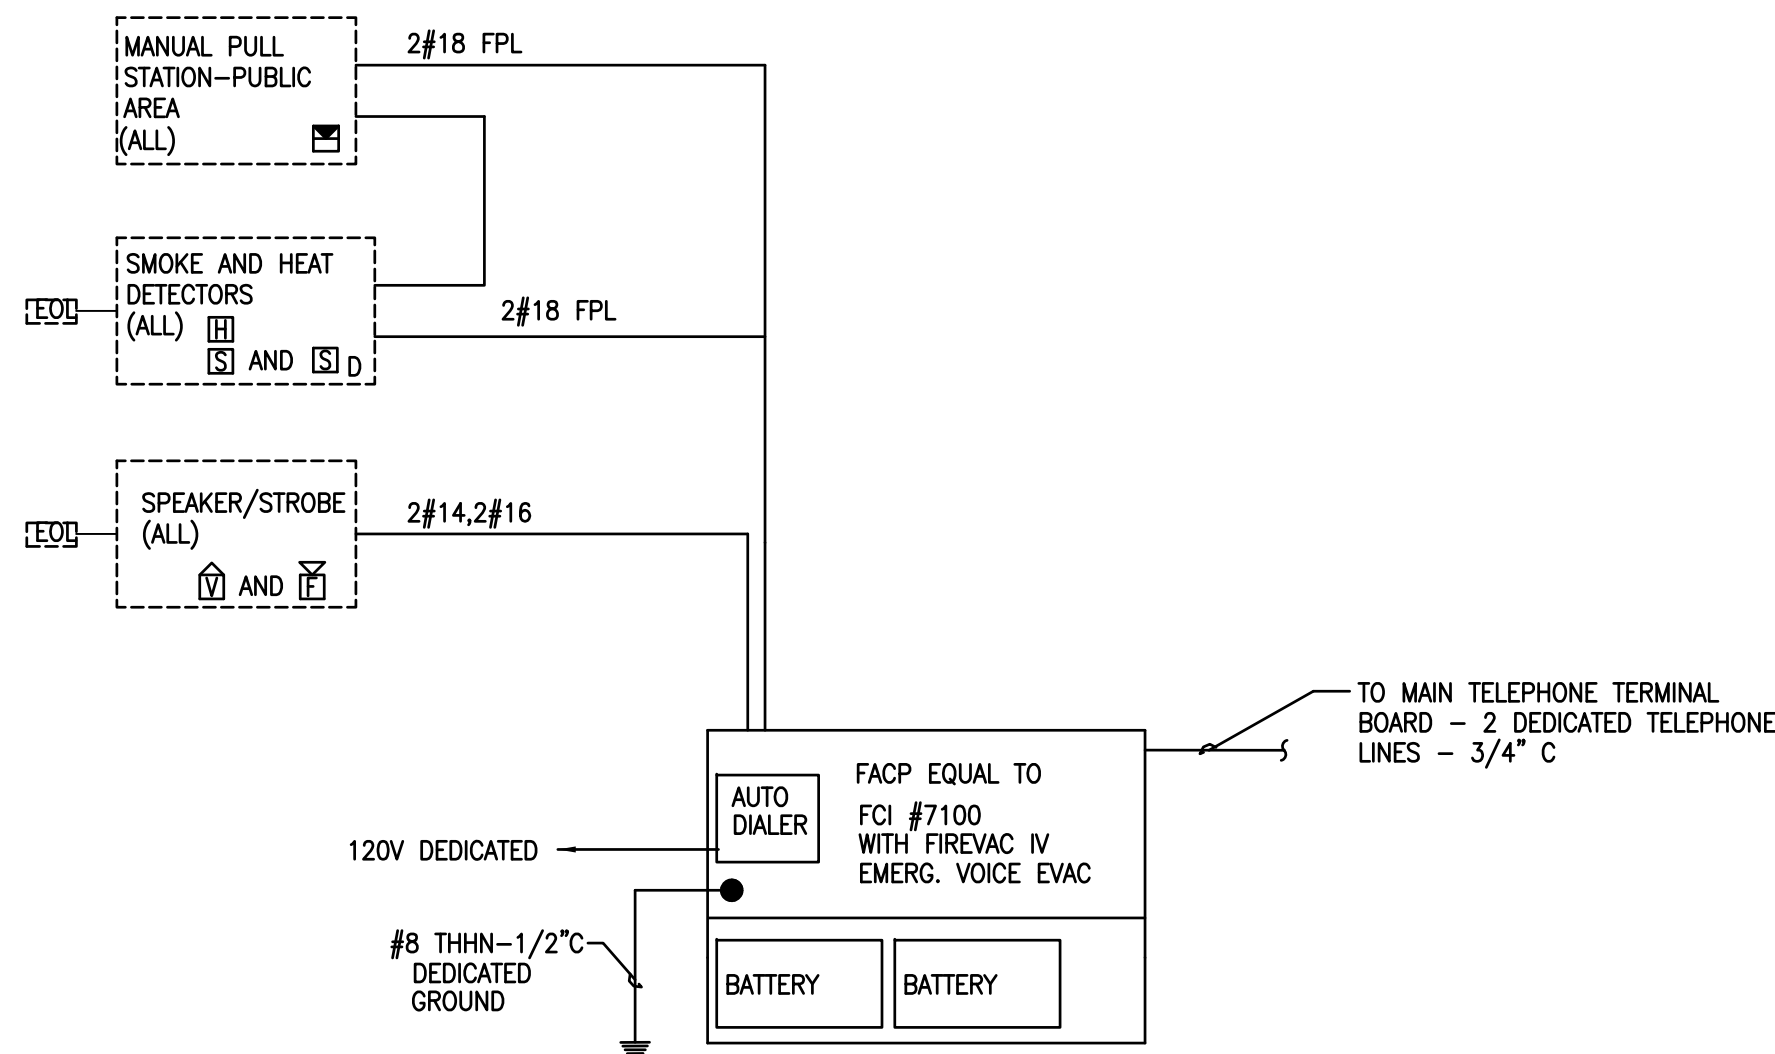 MANUAL PULL
STATION-PUBLIC
AREA
(ALL)
2#18 FPL
SMOKE AND HEAT
DETECTORS
(ALL) H
S AND S D
EOL
2#18 FPL
SPEAKER/STROBE
(ALL)
V AND F
EOL
2#14,2#16
TO MAIN TELEPHONE TERMINAL
BOARD - 2 DEDICATED TELEPHONE
LINES - 3/4" C
FACP EQUAL TO
FCI #7100
WITH FIREVAC IV
EMERG. VOICE EVAC
AUTO
DIALER
120V DEDICATED
#8 THHN-1/2"C
DEDICATED
GROUND
BATTERY
BATTERY